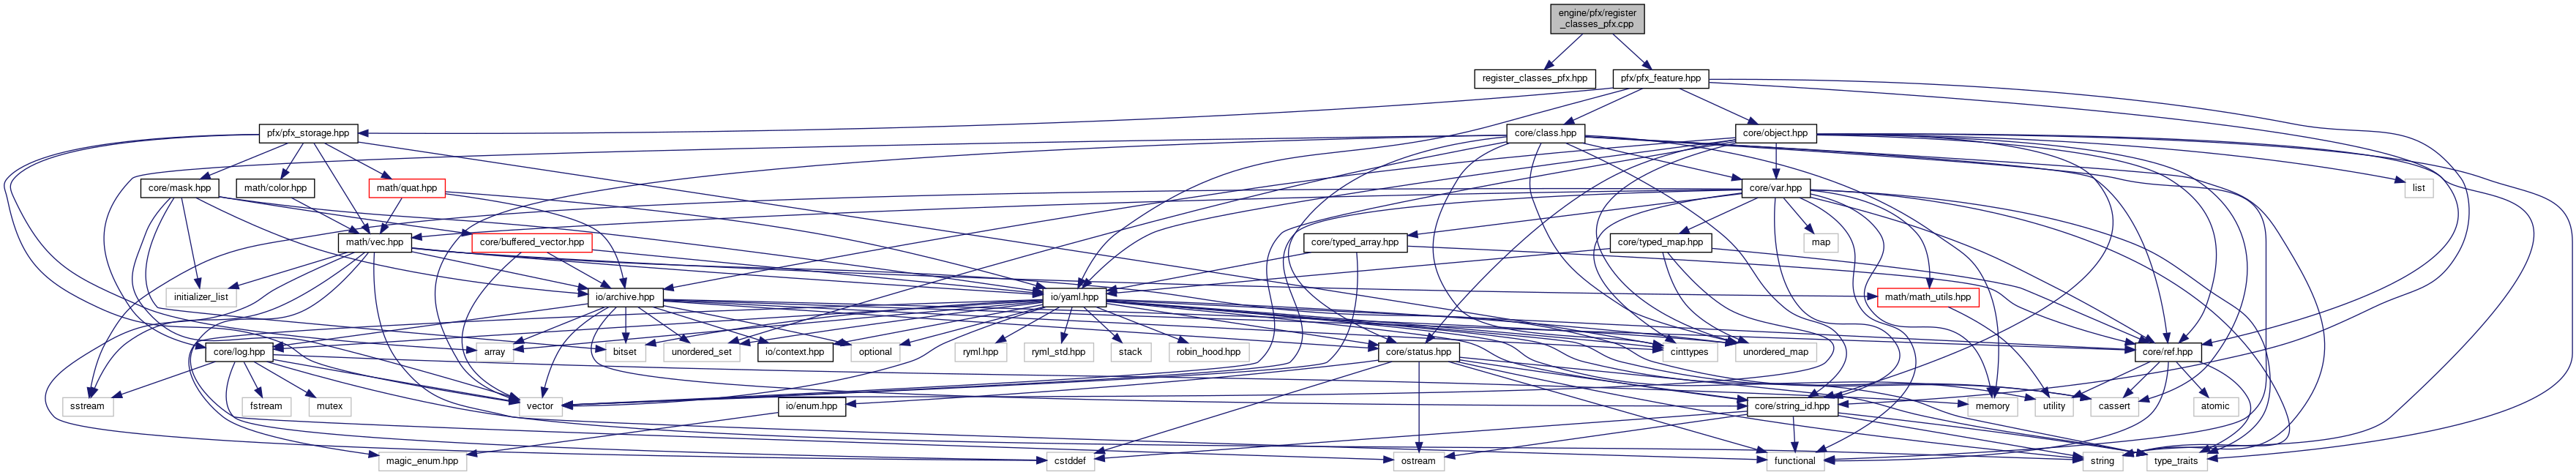 engine/pfx/register
_classes_pfx.cpp
register_classes_pfx.hpp
pfx/pfx_feature.hpp
pfx/pfx_storage.hpp
core/class.hpp
core/object.hpp
core/mask.hpp
math/color.hpp
math/quat.hpp
core/var.hpp
list
math/vec.hpp
core/buffered_vector.hpp
core/typed_array.hpp
core/typed_map.hpp
map
initializer_list
io/archive.hpp
io/yaml.hpp
math/math_utils.hpp
core/log.hpp
array
bitset
unordered_set
io/context.hpp
optional
ryml.hpp
ryml_std.hpp
stack
robin_hood.hpp
core/status.hpp
cinttypes
unordered_map
core/ref.hpp
sstream
fstream
mutex
vector
io/enum.hpp
core/string_id.hpp
memory
utility
cassert
atomic
magic_enum.hpp
cstddef
ostream
functional
string
type_traits